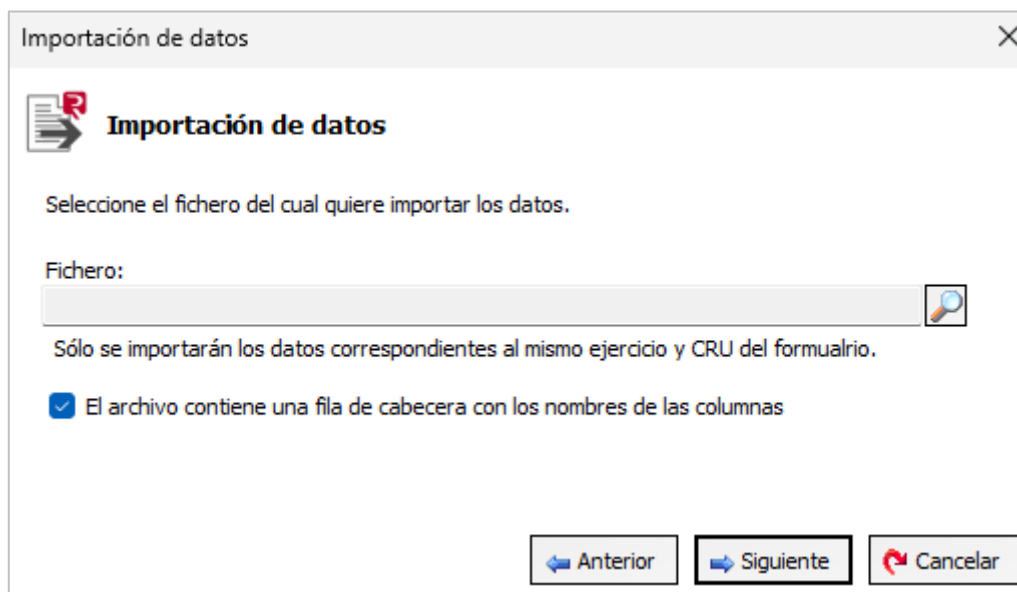 Importación de datos
Importación de datos
Seleccione el fichero del cual quiere importar los datos.
Fichero:
Sólo se importarán los datos correspondientes al mismo ejercicio y CRU del formualrio.
El archivo contiene una fila de cabecera con los nombres de las columnas
Anterior Siguiente Cancelar